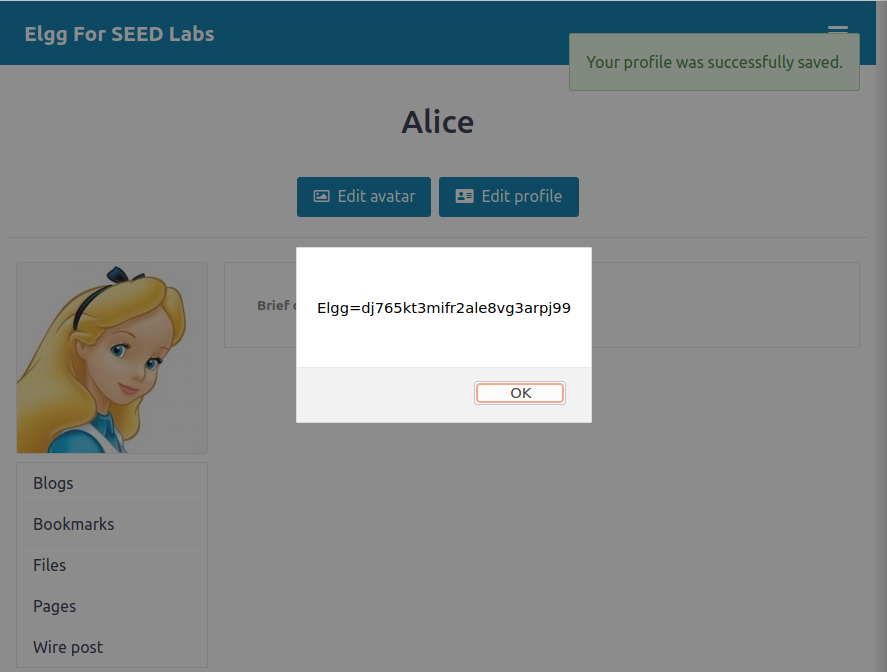 Elgg For SEED Labs
Your profile was successfully saved.
Alice
Edit avatar
Edit profile
Brief
Elgg=dj765kt3mifr2ale8vg3arpj99
OK
Blogs
Bookmarks
Files
Pages
Wire post